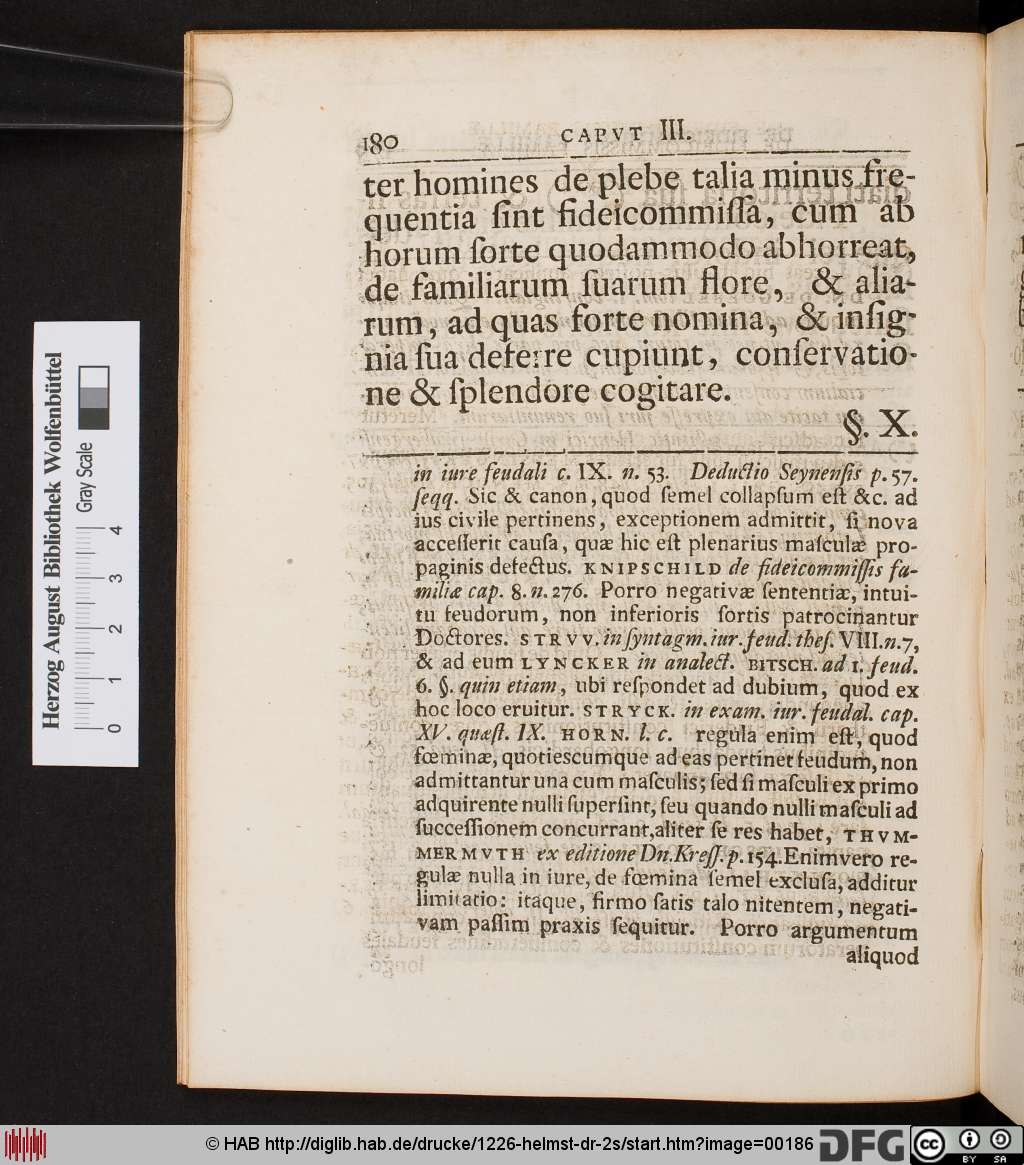 180 CAPVT III.
ter homines de plebe talia minus fre-
quentia ſint fideicommiſſa, cum ab
horum ſorte quodammodo abhorreat,
de familiarum ſuarum flore, & alia-
rum, ad quas forte nomina, & inſig-
nia ſua deferre cupiunt, conſervatio-
ne & ſplendore cogitare.
§. X.
in iure feudali c. IX. n. 53. Deductio Seynenſis p. 57.
ſeqq. Sic & canon, quod ſemel collapſum eſt &c. ad
ius civile pertinens, exceptionem admittit, ſi nova
acceſſerit cauſa, quæ hic eſt plenarius maſculæ pro-
paginis defectus. KNIPSCHILD de fideicommiſſis fa-
miliæ cap. 8. n. 276. Porro negativæ ſententiæ, intui-
tu feudorum, non inferioris ſortis patrocinantur
Doctores. STRVV. in ſyntagm. iur. feud. theſ. VIII. n. 7,
& ad eum LYNCKER in analect. BITSCH. ad 1. feud.
6. §. quin etiam, ubi reſpondet ad dubium, quod ex
hoc loco eruitur. STRYCK. in exam. iur. feudal. cap.
XV. quæſt. IX. HORN. l. c. regula enim eſt, quod
fœminæ, quotiescumque ad eas pertinet feudum, non
admittantur una cum maſculis; ſed ſi maſculi ex primo
adquirente nulli ſuperſint, ſeu quando nulli maſculi ad
ſucceſſionem concurrant, aliter ſe res habet, THVM-
MERMVTH ex editione Dn. Kreſſ. p. 154. Enimvero re-
gulæ nulla in iure, de fœmina ſemel excluſa, additur
limitatio: itaque, firmo ſatis talo nitentem, negati-
vam paſſim praxis ſequitur. Porro argumentum
aliquod
Herzog August Bibliothek Wolfenbüttel
Gray Scale
0 1 2 3 4
© HAB http://diglib.hab.de/drucke/1226-helmst-dr-2s/start.htm?image=00186 DFG cc BY SA